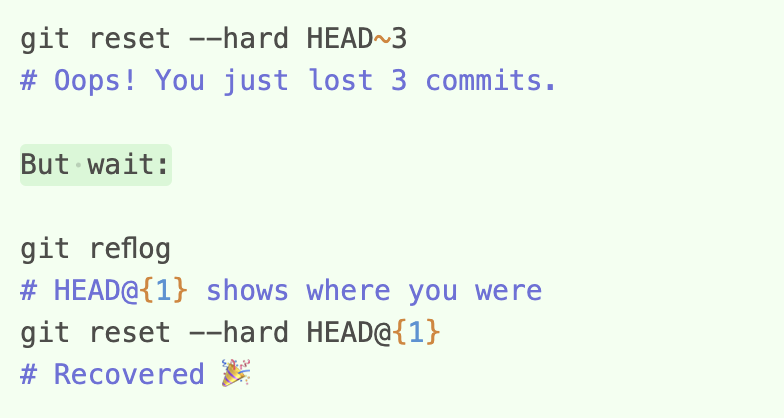 git reset --hard HEAD~3
# Oops! You just lost 3 commits.
But wait:
git reflog
# HEAD@{1} shows where you were
git reset --hard HEAD@{1}
# Recovered 🎉